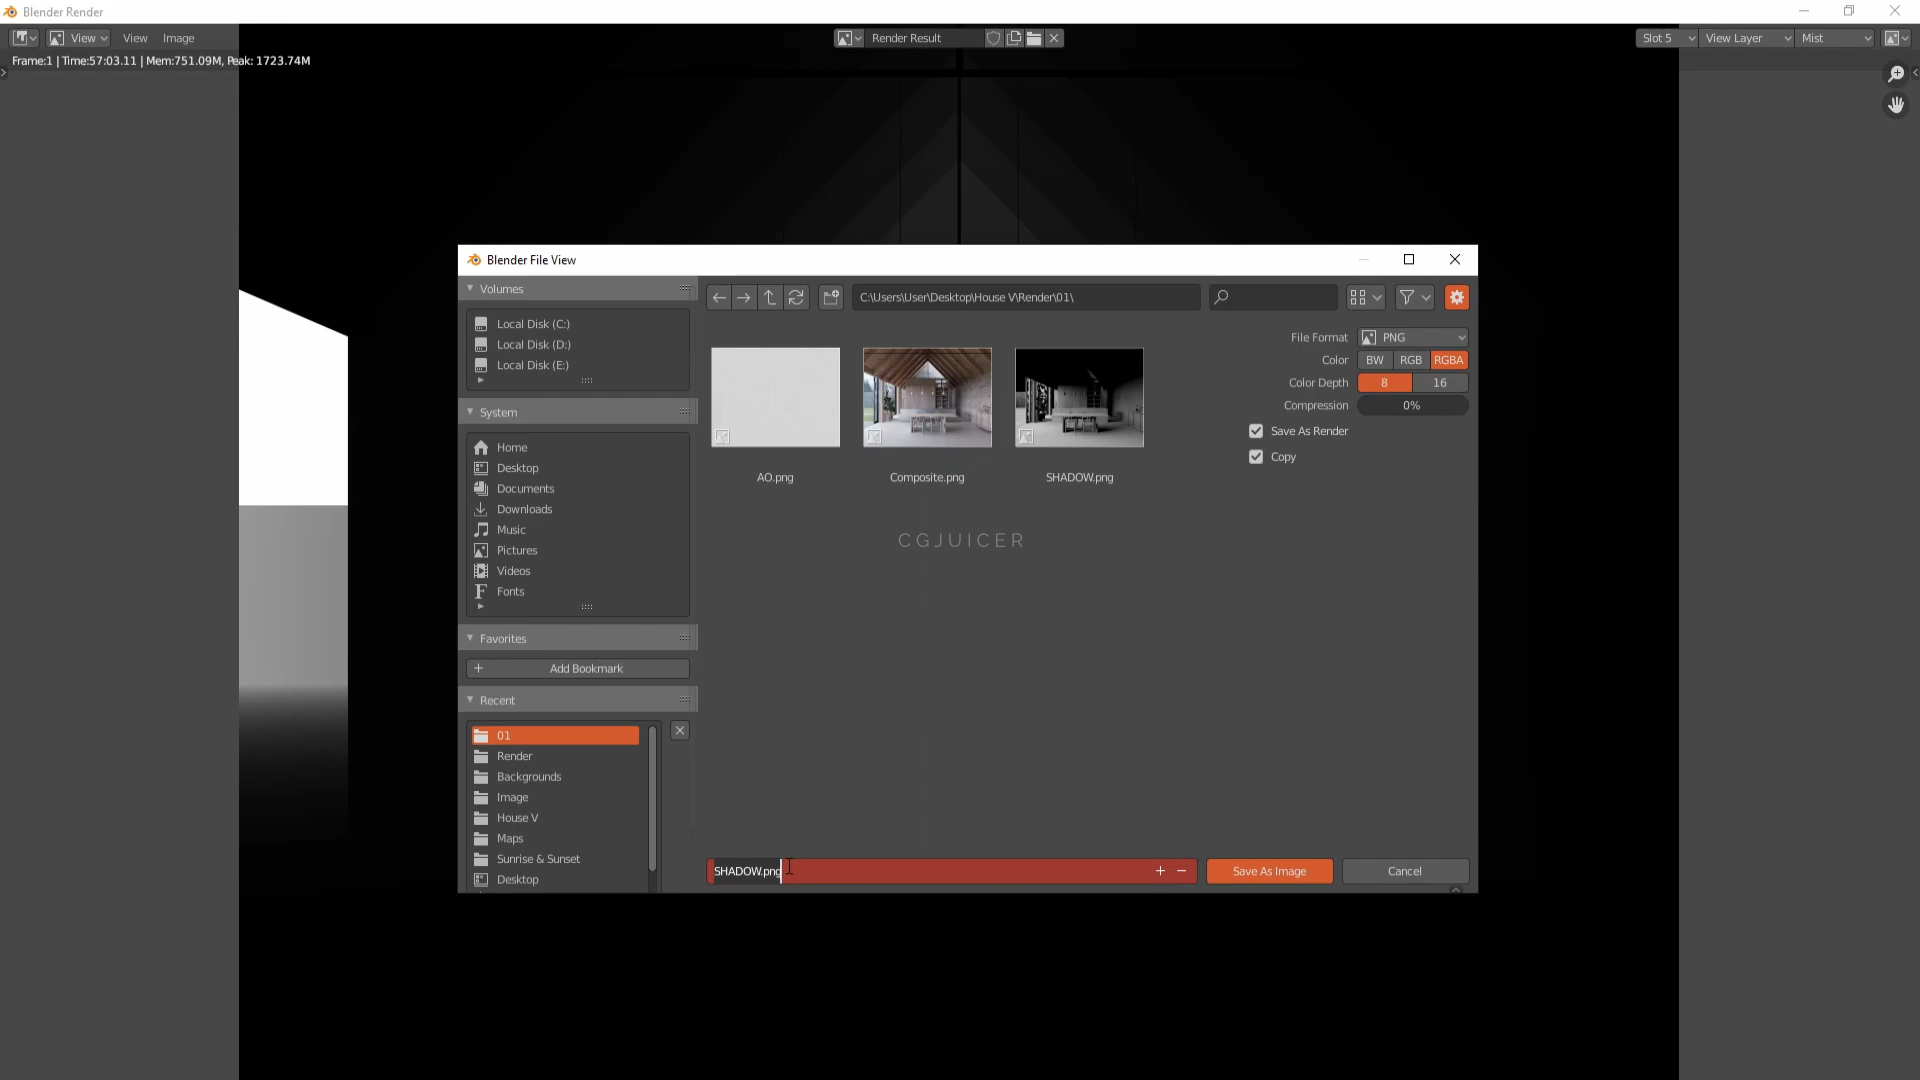 Blender Render
View View Image Render Result Slot 5 View Layer Mist
Frame:1 | Time:57:03.11 | Mem:751.09M, Peak: 1723.74M
Blender File View
Volumes
Local Disk (C:)
Local Disk (D:)
Local Disk (E:)
System
Home
Desktop
Documents
Downloads
Music
Pictures
Videos
Fonts
Favorites
Add Bookmark
Recent
01
Render
Backgrounds
Image
House V
Maps
Sunrise & Sunset
Desktop
C:\Users\User\Desktop\House V\Render\01\
AO.png Composite.png SHADOW.png
File Format PNG
Color BW RGB RGBA
Color Depth 8 16
Compression 0%
Save As Render
Copy
CGJUICER
SHADOW.png Save As Image Cancel